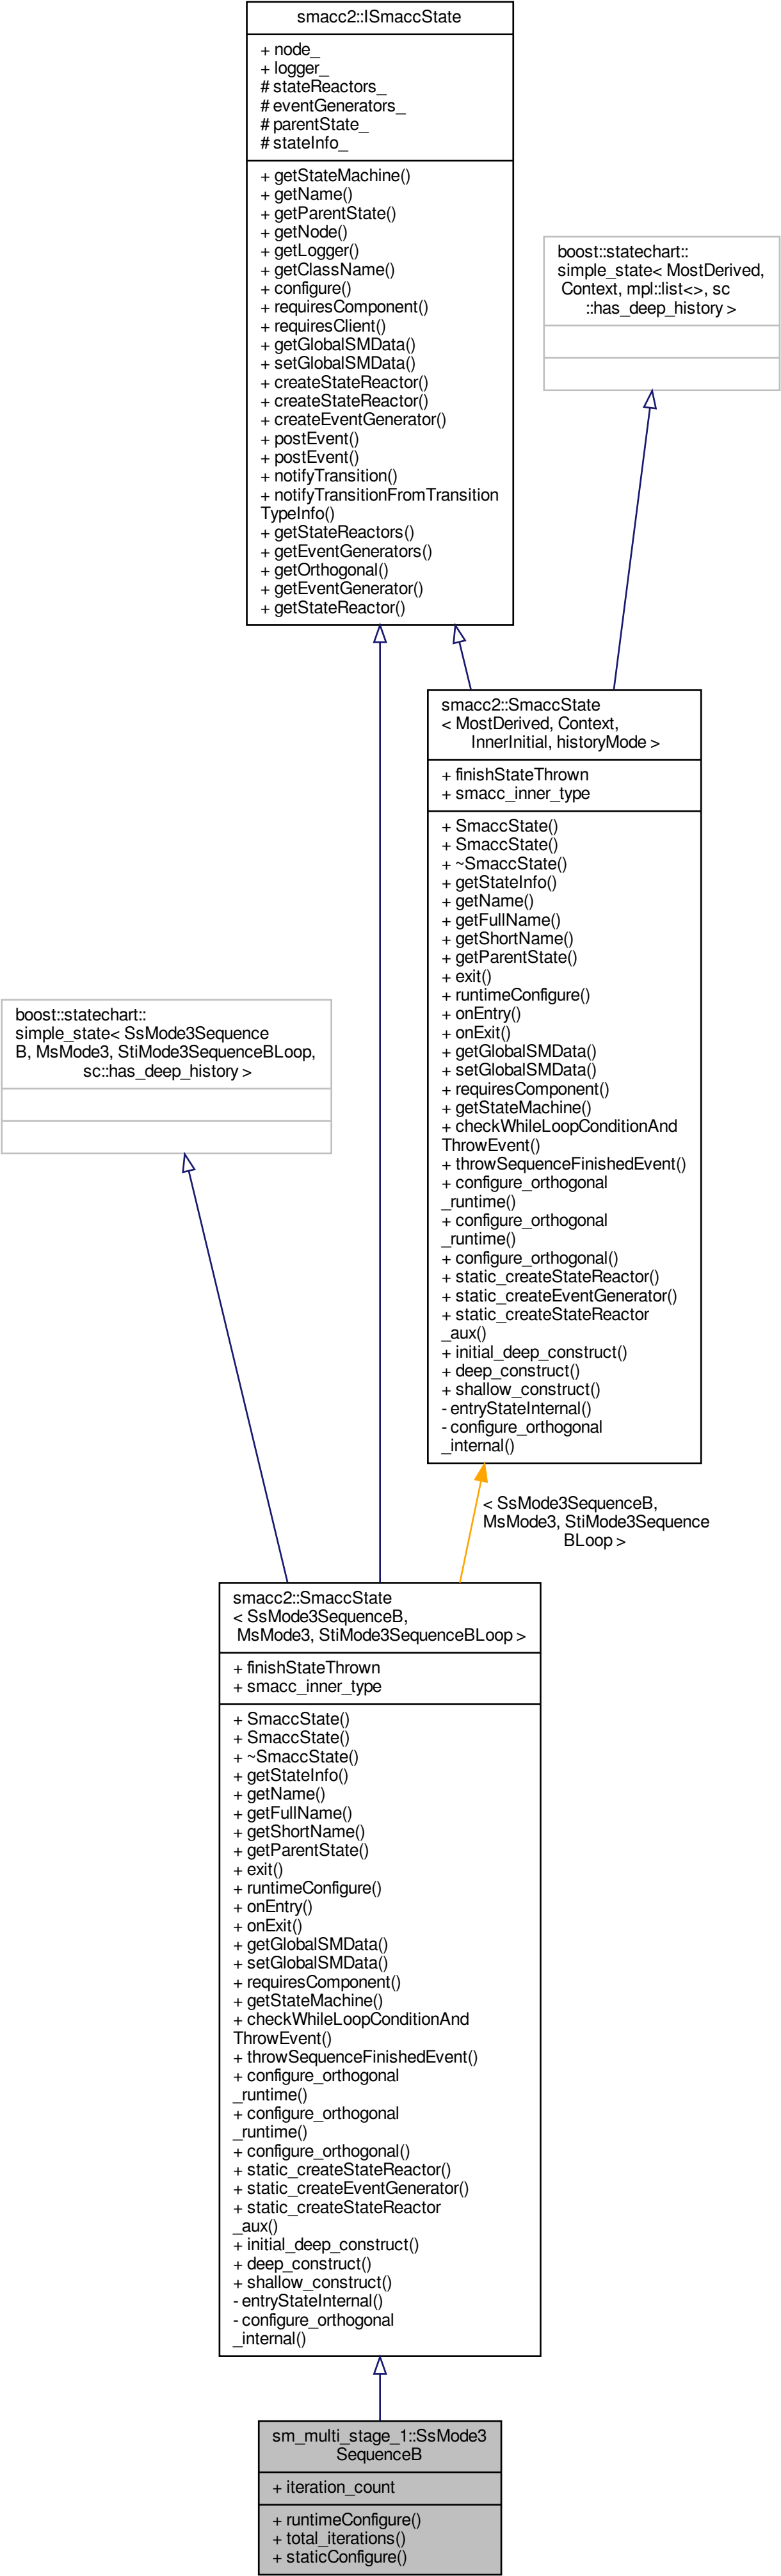 smacc2::ISmaccState
+ node_
+ logger_
# stateReactors_
# eventGenerators_
# parentState_
# stateInfo_
+ getStateMachine()
+ getName()
+ getParentState()
+ getNode()
+ getLogger()
+ getClassName()
+ configure()
+ requiresComponent()
+ requiresClient()
+ getGlobalSMData()
+ setGlobalSMData()
+ createStateReactor()
+ createStateReactor()
+ createEventGenerator()
+ postEvent()
+ postEvent()
+ notifyTransition()
+ notifyTransitionFromTransition
TypeInfo()
+ getStateReactors()
+ getEventGenerators()
+ getOrthogonal()
+ getEventGenerator()
+ getStateReactor()
boost::statechart::
simple_state< MostDerived,
Context, mpl::list<>, sc
::has_deep_history >
smacc2::SmaccState
< MostDerived, Context,
InnerInitial, historyMode >
+ finishStateThrown
+ smacc_inner_type
+ SmaccState()
+ SmaccState()
+ ~SmaccState()
+ getStateInfo()
+ getName()
+ getFullName()
+ getShortName()
+ getParentState()
+ exit()
+ runtimeConfigure()
+ onEntry()
+ onExit()
+ getGlobalSMData()
+ setGlobalSMData()
+ requiresComponent()
+ getStateMachine()
+ checkWhileLoopConditionAnd
ThrowEvent()
+ throwSequenceFinishedEvent()
+ configure_orthogonal
_runtime()
+ configure_orthogonal
_runtime()
+ configure_orthogonal()
+ static_createStateReactor()
+ static_createEventGenerator()
+ static_createStateReactor
_aux()
+ initial_deep_construct()
+ deep_construct()
+ shallow_construct()
- entryStateInternal()
- configure_orthogonal
_internal()
boost::statechart::
simple_state< SsMode3Sequence
B, MsMode3, StiMode3SequenceBLoop,
sc::has_deep_history >
< SsMode3SequenceB,
MsMode3, StiMode3Sequence
BLoop >
smacc2::SmaccState
< SsMode3SequenceB,
MsMode3, StiMode3SequenceBLoop >
+ finishStateThrown
+ smacc_inner_type
+ SmaccState()
+ SmaccState()
+ ~SmaccState()
+ getStateInfo()
+ getName()
+ getFullName()
+ getShortName()
+ getParentState()
+ exit()
+ runtimeConfigure()
+ onEntry()
+ onExit()
+ getGlobalSMData()
+ setGlobalSMData()
+ requiresComponent()
+ getStateMachine()
+ checkWhileLoopConditionAnd
ThrowEvent()
+ throwSequenceFinishedEvent()
+ configure_orthogonal
_runtime()
+ configure_orthogonal
_runtime()
+ configure_orthogonal()
+ static_createStateReactor()
+ static_createEventGenerator()
+ static_createStateReactor
_aux()
+ initial_deep_construct()
+ deep_construct()
+ shallow_construct()
- entryStateInternal()
- configure_orthogonal
_internal()
sm_multi_stage_1::SsMode3
SequenceB
+ iteration_count
+ runtimeConfigure()
+ total_iterations()
+ staticConfigure()